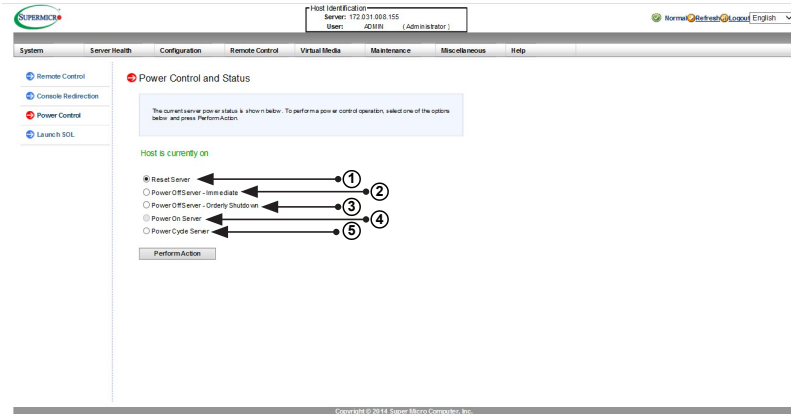 SUPERMICR
Host Identification
Server: 172.031.008.155
User: ADMIN (Administrator)
Normal Refresh Logout English
System Server Health Configuration Remote Control Virtual Media Maintenance Miscellaneous Help
Remote Control
Console Redirection
Power Control
Launch SOL
Power Control and Status
The current server power status is shown below. To perform a power control operation, select one of the options
below and press Perform Action.
Host is currently on
Reset Server 1
Power Off Server - Immediate 2
Power Off Server - Orderly Shutdown 3
Power On Server 4
Power Cycle Server 5
Perform Action
Copyright © 2014 Super Micro Computer, Inc.